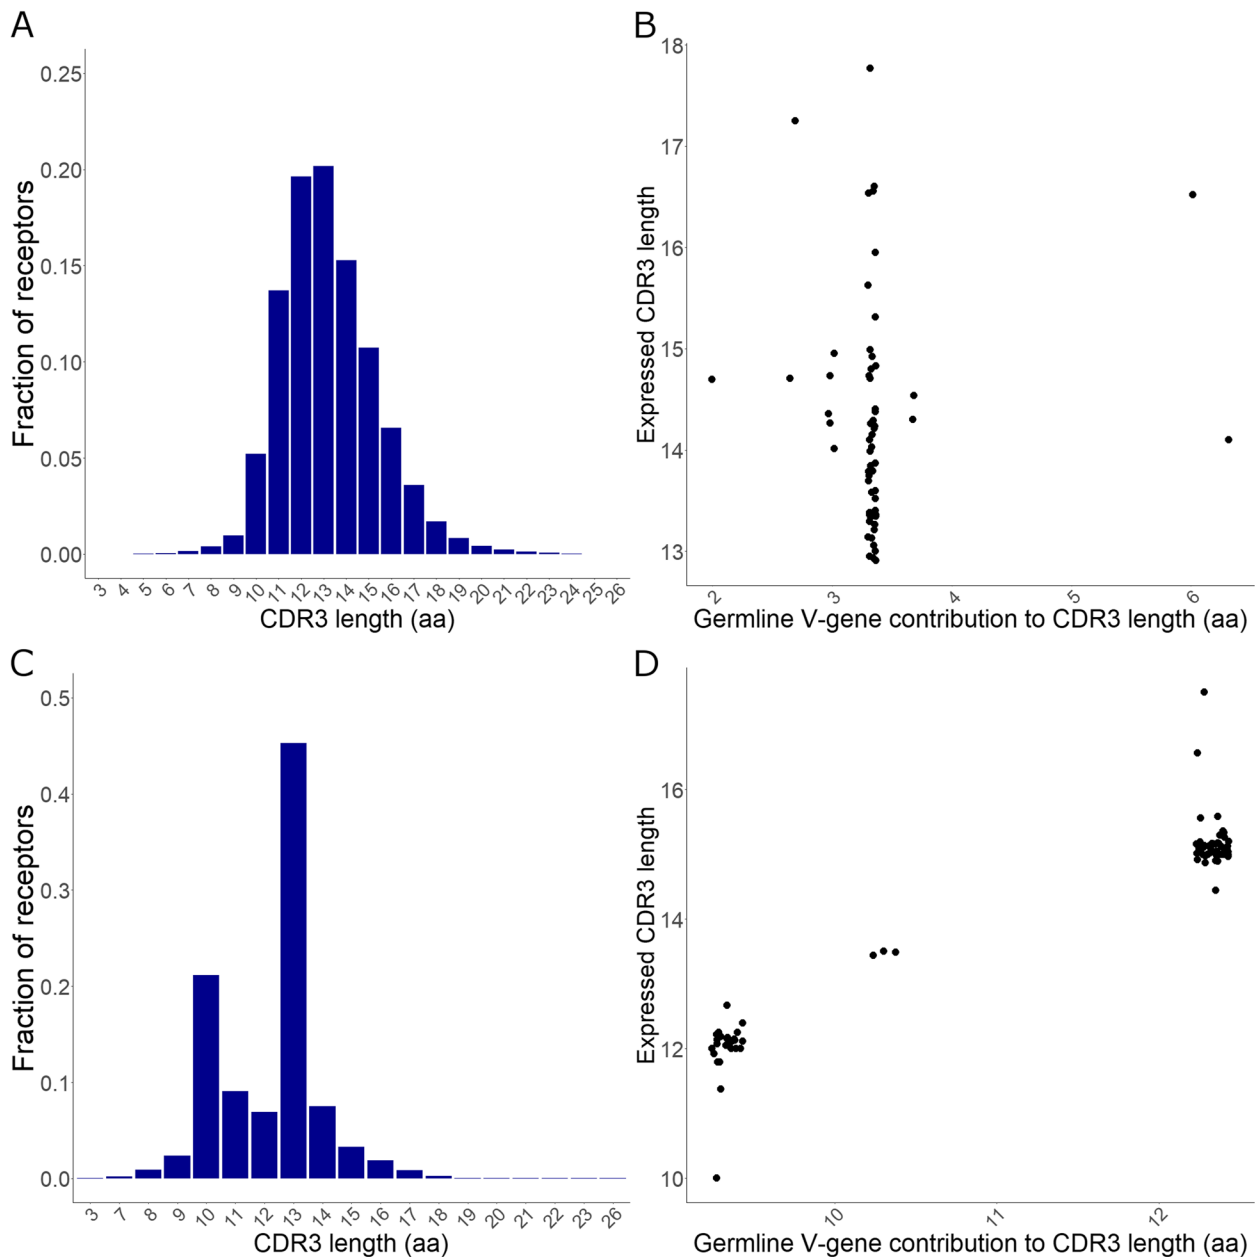 A
Fraction of receptors
0.25
0.20
0.15
0.10
0.05
0.00
3 4 5 6 7 8 9 10 11 12 13 14 15 16 17 18 19 20 21 22 23 24 25 26
CDR3 length (aa)
B
Expressed CDR3 length
18
17
16
15
14
13
2 3 4 5 6
Germline V-gene contribution to CDR3 length (aa)
C
Fraction of receptors
0.5
0.4
0.3
0.2
0.1
0.0
3 7 8 9 10 11 12 13 14 15 16 17 18 19 20 21 22 23 26
CDR3 length (aa)
D
Expressed CDR3 length
16
14
12
10
10 11 12
Germline V-gene contribution to CDR3 length (aa)